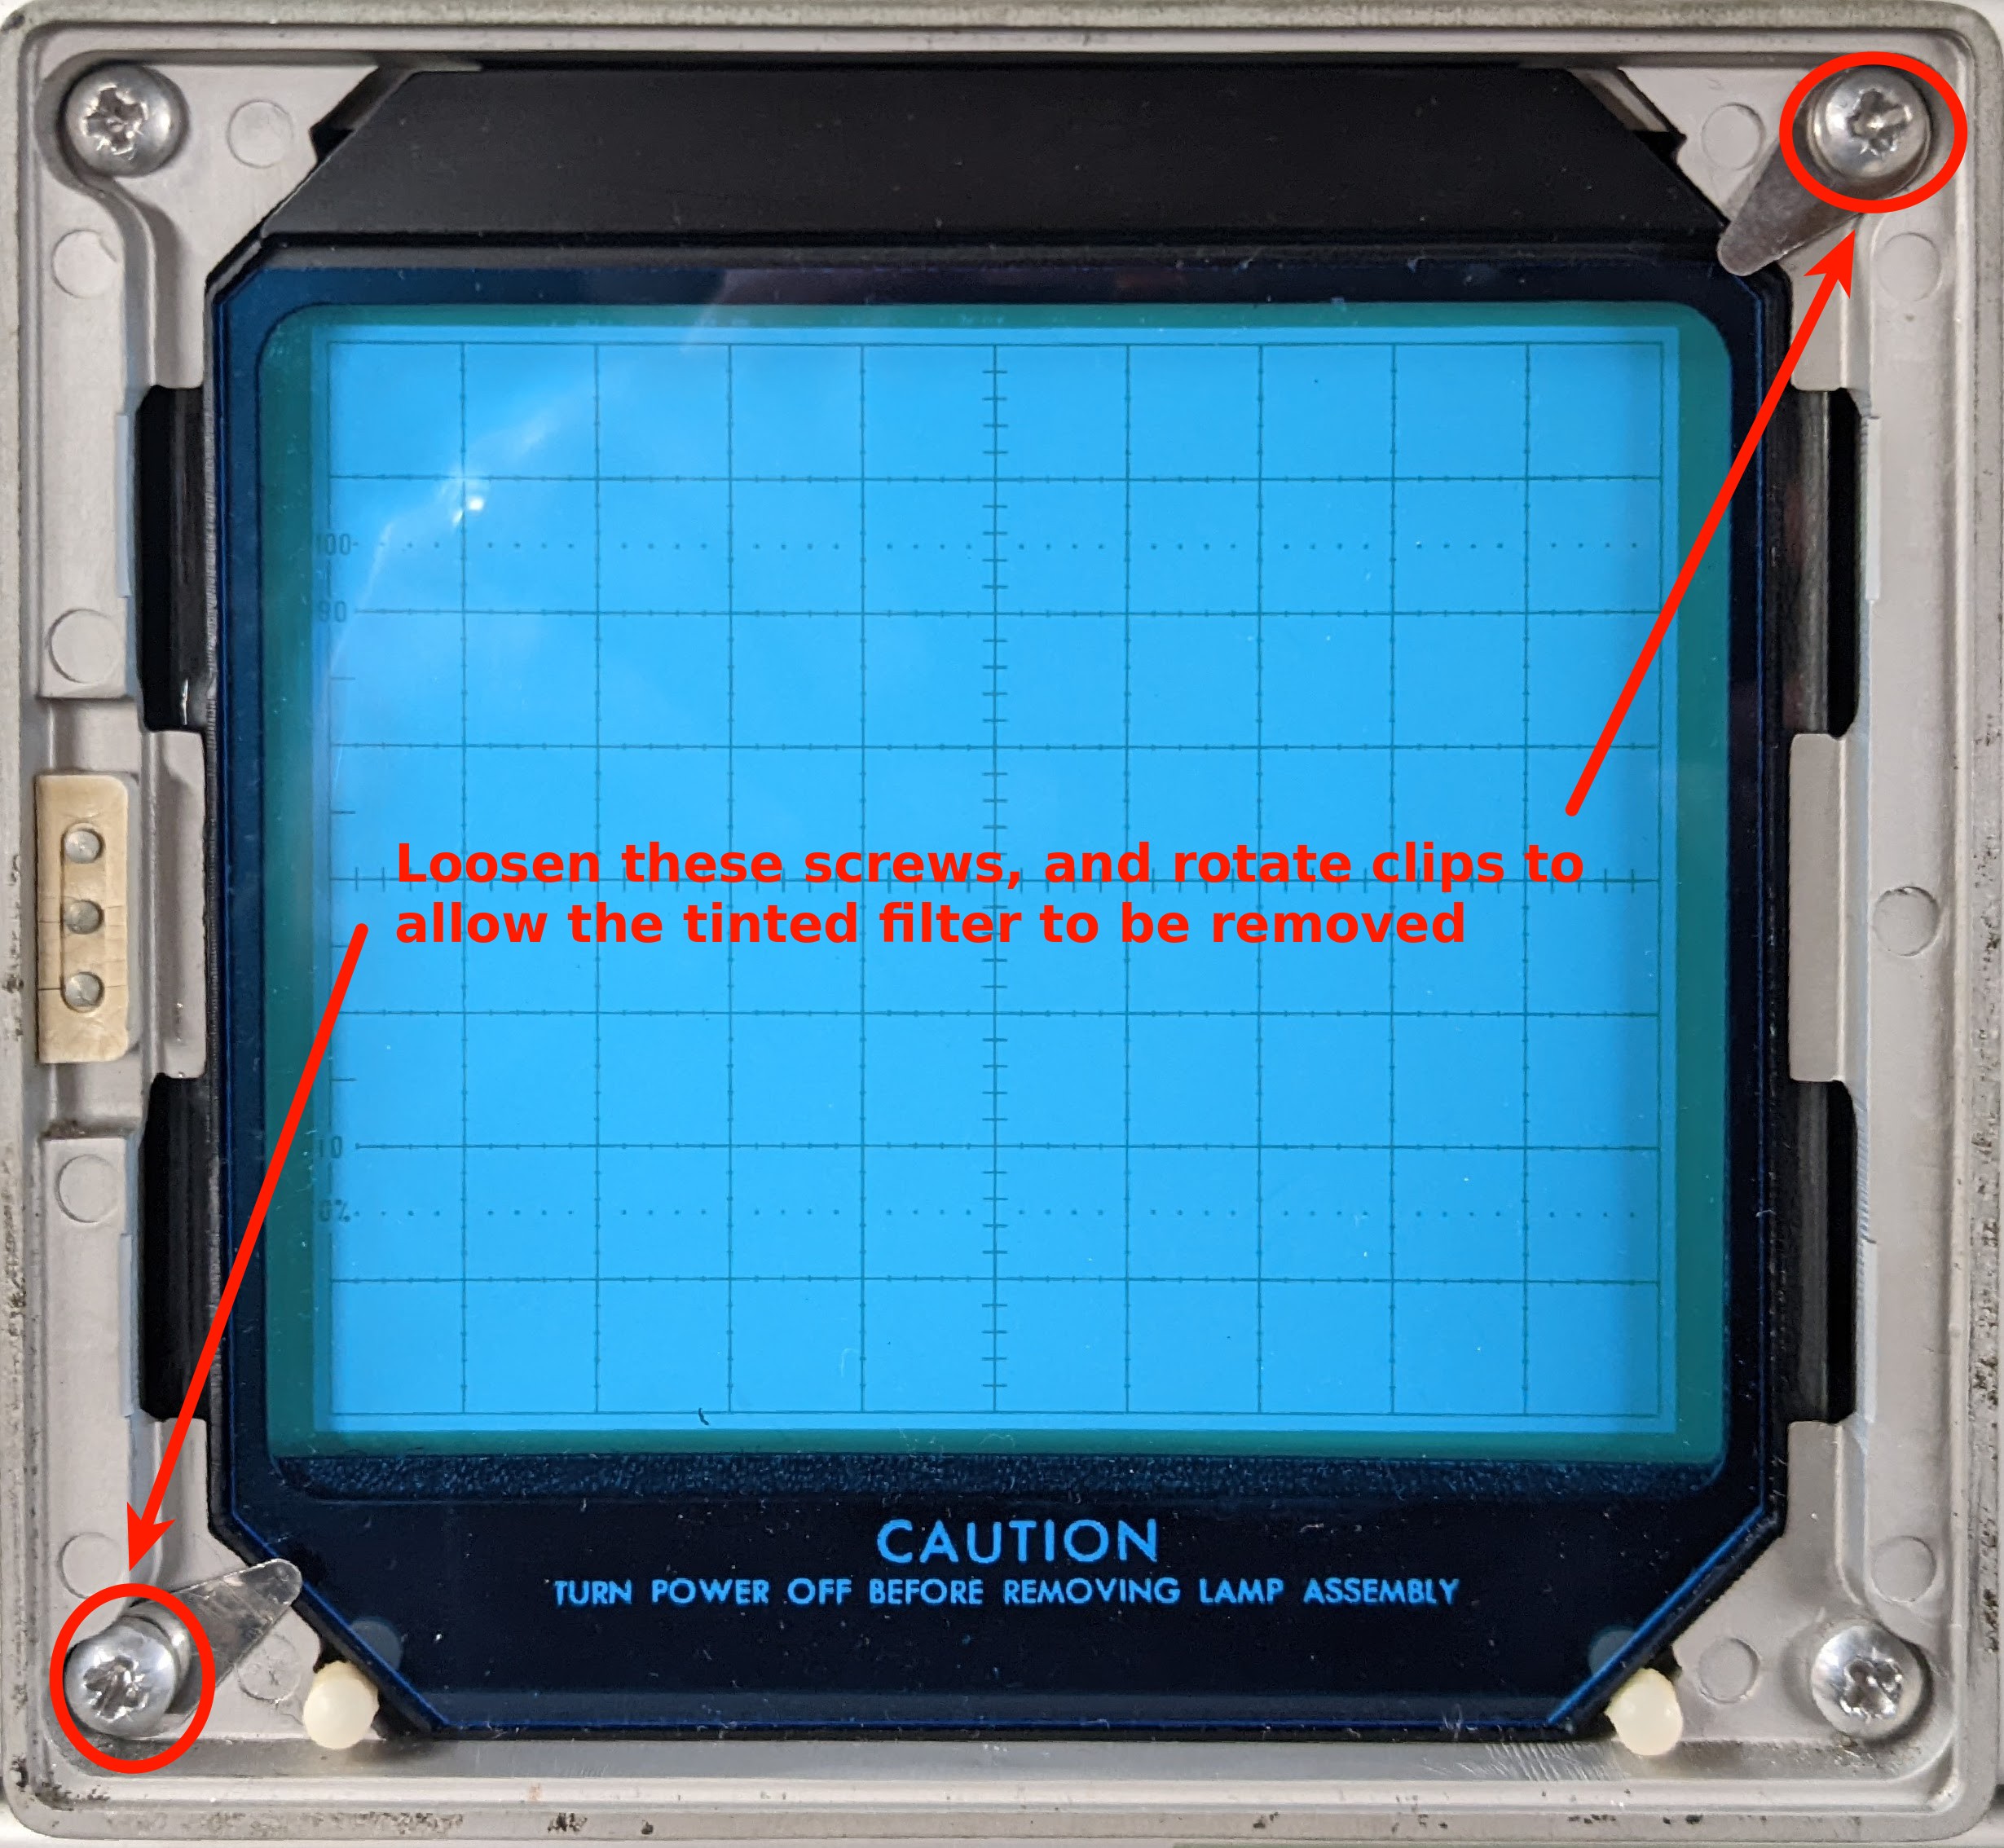 100
90
Loosen these screws, and rotate clips to
allow the tinted filter to be removed
10
0%
CAUTION
TURN POWER OFF BEFORE REMOVING LAMP ASSEMBLY